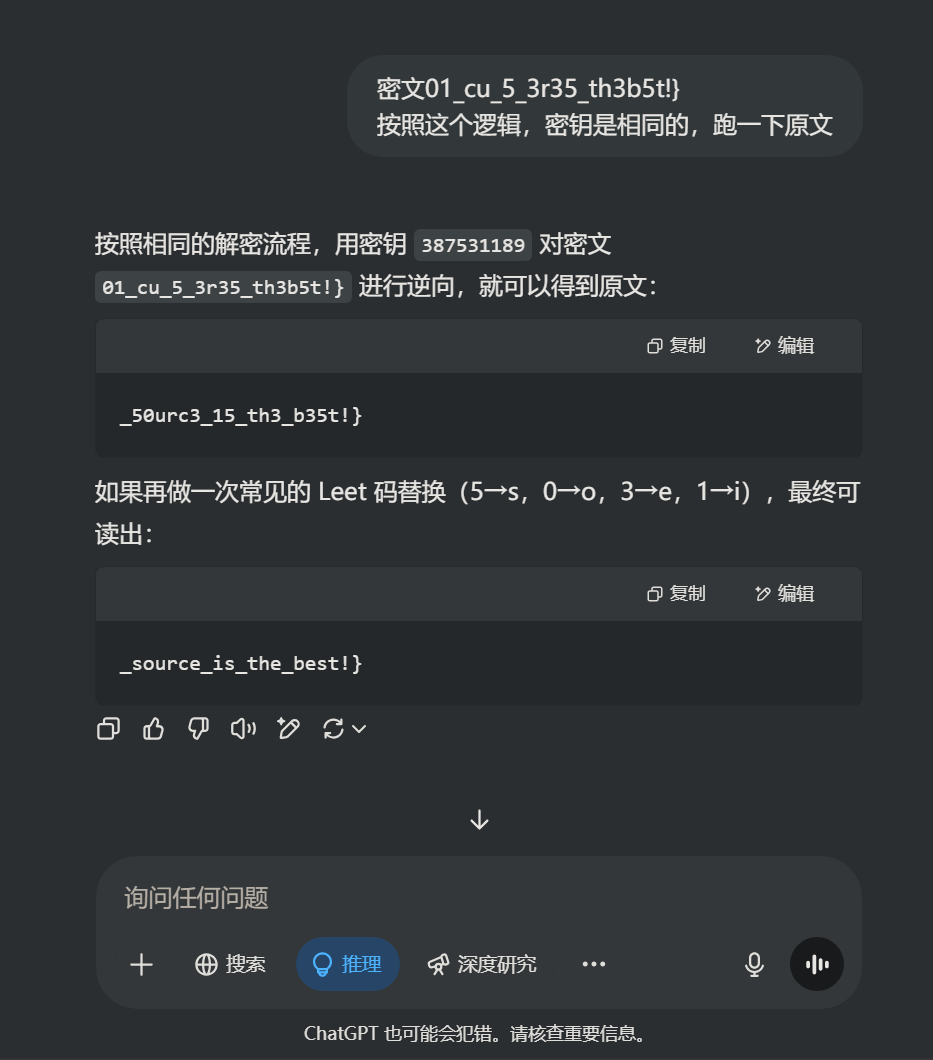 密文01_cu_5_3r35_th3b5t!}
按照这个逻辑，密钥是相同的，跑一下原文
按照相同的解密流程，用密钥 387531189 对密文
01_cu_5_3r35_th3b5t!} 进行逆向，就可以得到原文：
复制 编辑
_50urc3_15_th3_b35t!}
如果再做一次常见的 Leet 码替换（5→s，0→o，3→e，1→i），最终可
读出：
复制 编辑
_source_is_the_best!}
询问任何问题
搜索 推理 深度研究
ChatGPT 也可能会犯错。请核查重要信息。